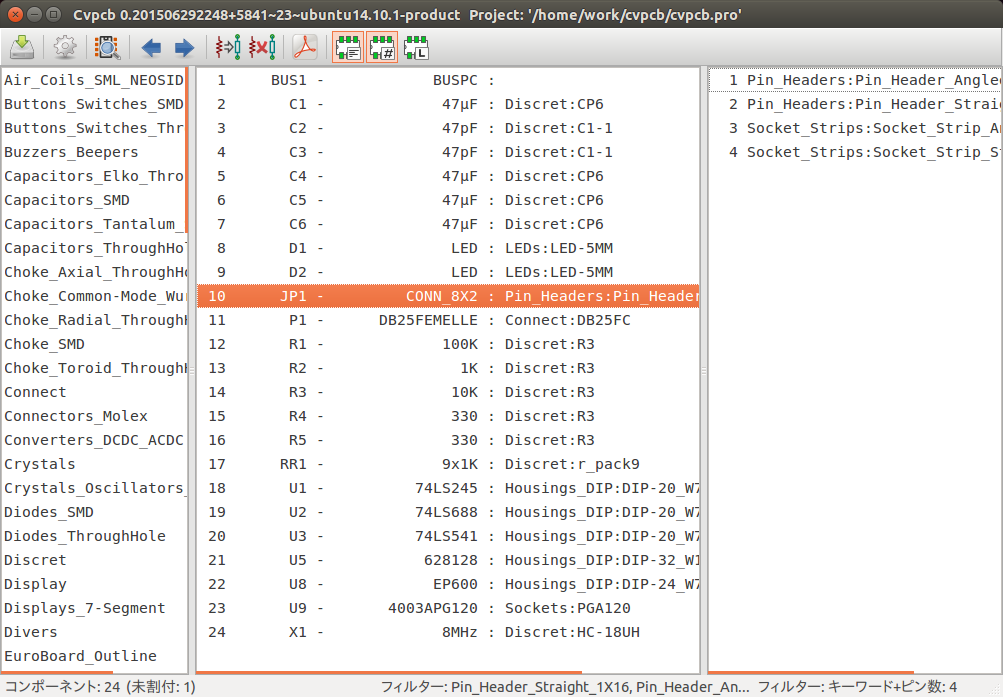 Cvpcb 0.201506292248+5841~23~ubuntu14.10.1-product Project: '/home/work/cvpcb/cvpcb.pro'
Air_Coils_SML_NEOSID
Buttons_Switches_SMD
Buttons_Switches_Thr
Buzzers_Beepers
Capacitors_Elko_Thro
Capacitors_SMD
Capacitors_Tantalum_
Capacitors_ThroughHol
Choke_Axial_ThroughHo
Choke_Common-Mode_Wur
Choke_Radial_ThroughH
Choke_SMD
Choke_Toroid_ThroughH
Connect
Connectors_Molex
Converters_DCDC_ACDC
Crystals
Crystals_Oscillators_
Diodes_SMD
Diodes_ThroughHole
Discret
Display
Displays_7-Segment
Divers
EuroBoard_Outline
1 BUS1 - BUSPC :
2 C1 - 47µF : Discret:CP6
3 C2 - 47pF : Discret:C1-1
4 C3 - 47pF : Discret:C1-1
5 C4 - 47µF : Discret:CP6
6 C5 - 47µF : Discret:CP6
7 C6 - 47µF : Discret:CP6
8 D1 - LED : LEDs:LED-5MM
9 D2 - LED : LEDs:LED-5MM
10 JP1 - CONN_8X2 : Pin_Headers:Pin_Header
11 P1 - DB25FEMELLE : Connect:DB25FC
12 R1 - 100K : Discret:R3
13 R2 - 1K : Discret:R3
14 R3 - 10K : Discret:R3
15 R4 - 330 : Discret:R3
16 R5 - 330 : Discret:R3
17 RR1 - 9x1K : Discret:r_pack9
18 U1 - 74LS245 : Housings_DIP:DIP-20_W7
19 U2 - 74LS688 : Housings_DIP:DIP-20_W7
20 U3 - 74LS541 : Housings_DIP:DIP-20_W7
21 U5 - 628128 : Housings_DIP:DIP-32_W1
22 U8 - EP600 : Housings_DIP:DIP-24_W7
23 U9 - 4003APG120 : Sockets:PGA120
24 X1 - 8MHz : Discret:HC-18UH
1 Pin_Headers:Pin_Header_Angle
2 Pin_Headers:Pin_Header_Strai
3 Socket_Strips:Socket_Strip_An
4 Socket_Strips:Socket_Strip_St
コンポーネント: 24 (未割付: 1)
フィルター: Pin_Header_Straight_1X16, Pin_Header_An...
フィルター: キーワード+ピン数: 4